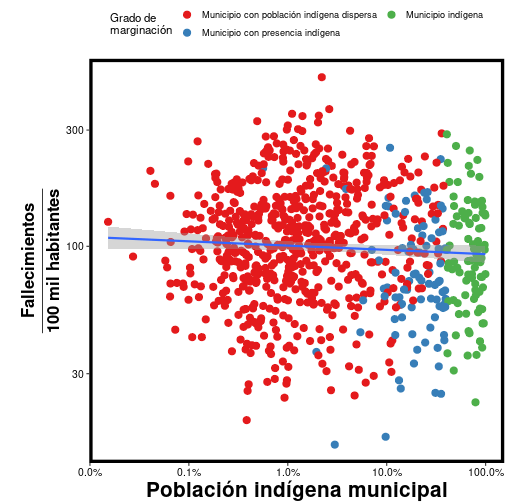 Grado de
marginación
Municipio con población indígena dispersa
Municipio indígena
Municipio con presencia indígena
300
100
30
Fallecimientos
100 mil habitantes
0.0%
0.1%
1.0%
10.0%
100.0%
Población indígena municipal